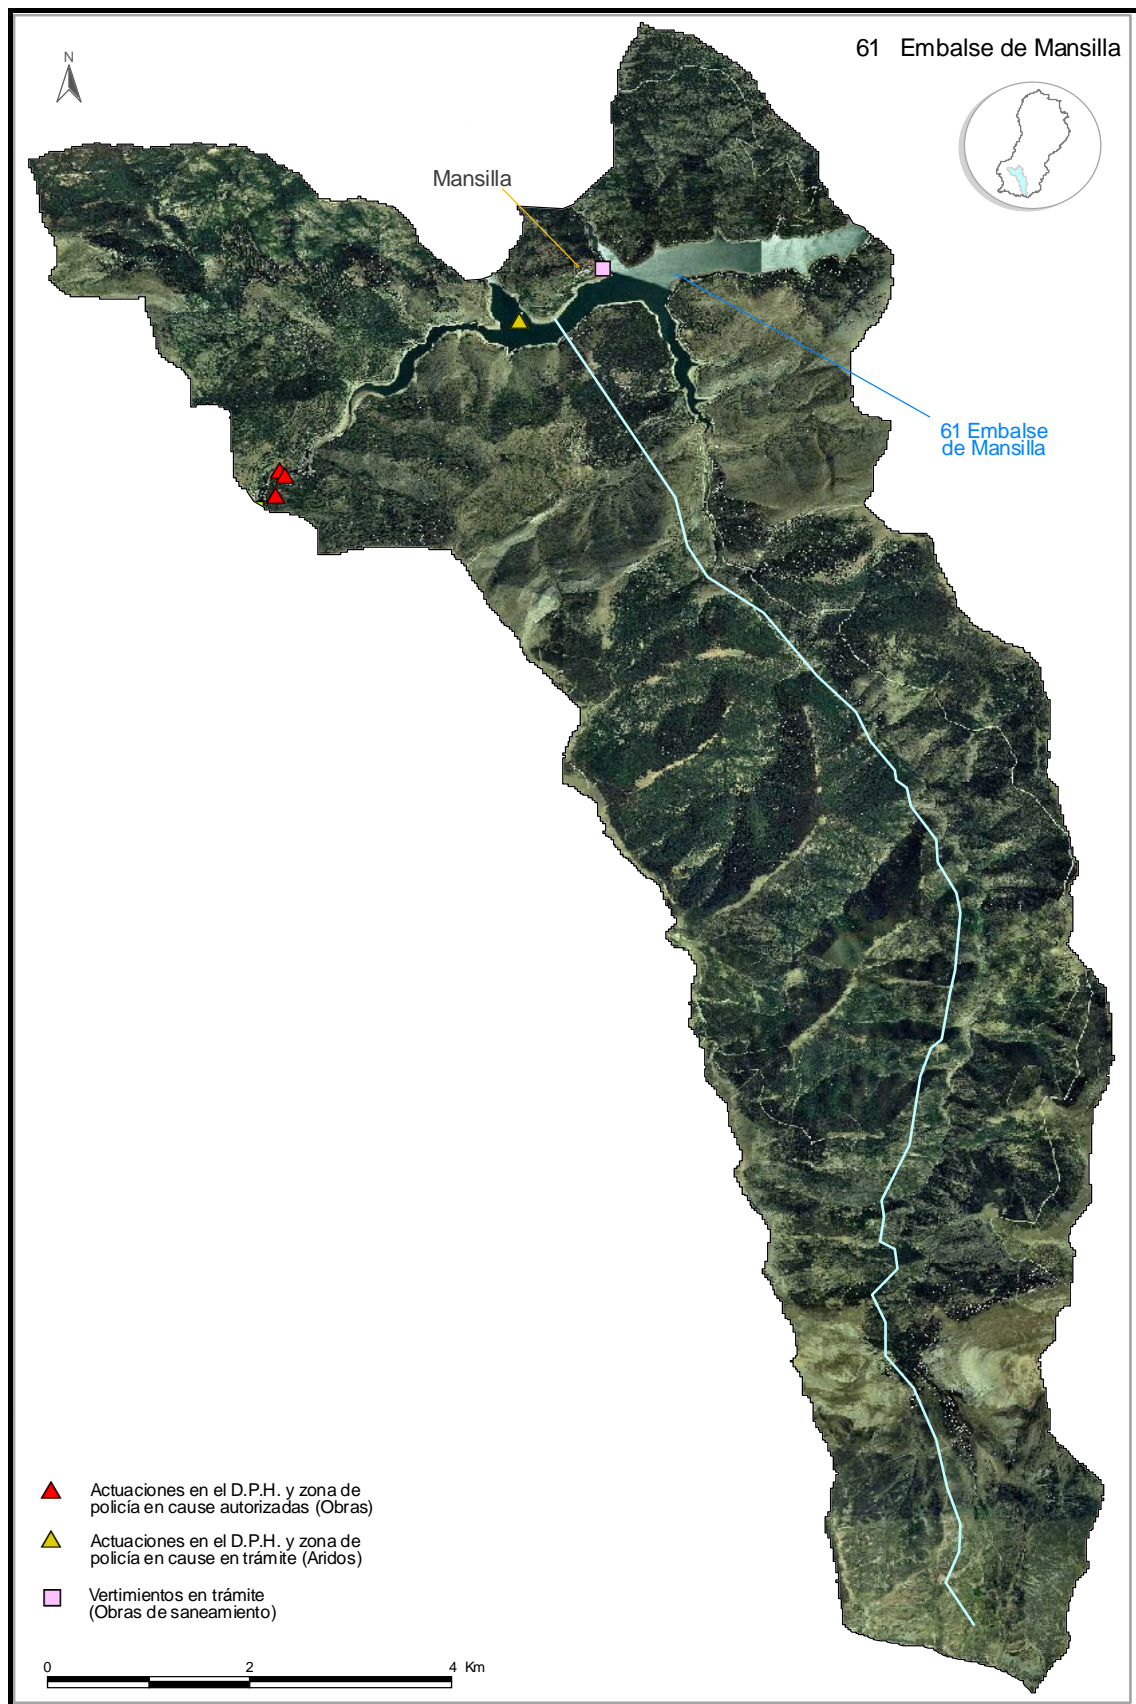 61 Embalse de Mansilla
N
Mansilla
61 Embalse
de Mansilla
Actuaciones en el D.P.H. y zona de
policía en cause autorizadas (Obras)
Actuaciones en el D.P.H. y zona de
policía en cause en trámite (Aridos)
Vertimientos en trámite
(Obras de saneamiento)
0 2 4 Km